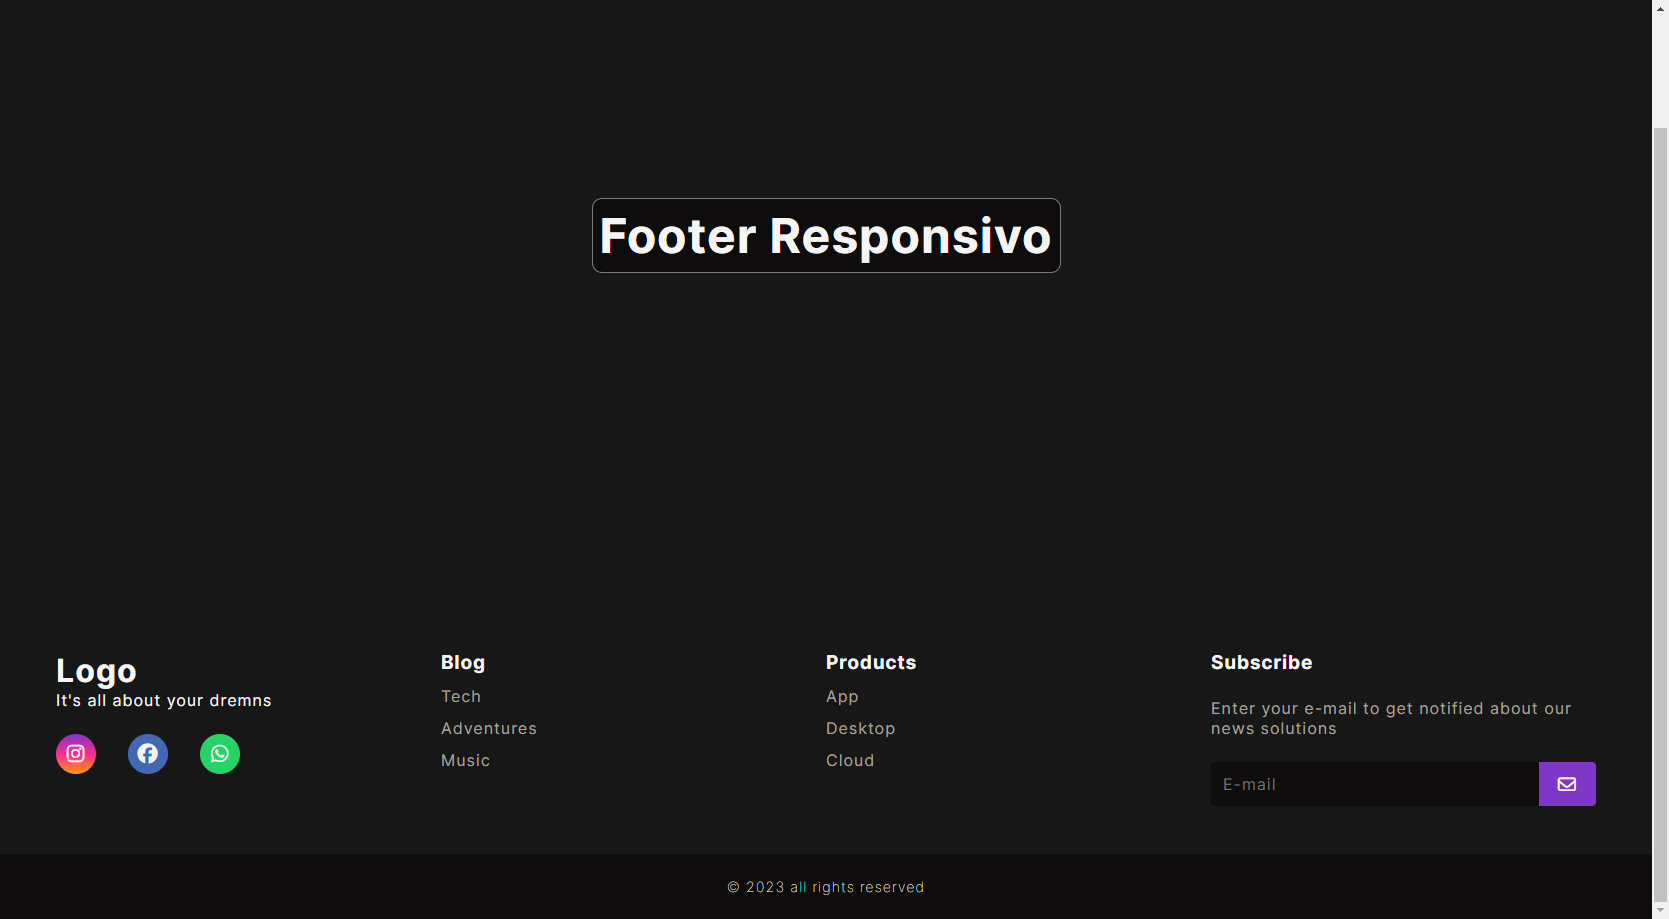 Footer Responsivo
Logo
It's all about your dremns
Blog
Tech
Adventures
Music
Products
App
Desktop
Cloud
Subscribe
Enter your e-mail to get notified about our
news solutions
E-mail
© 2023 all rights reserved